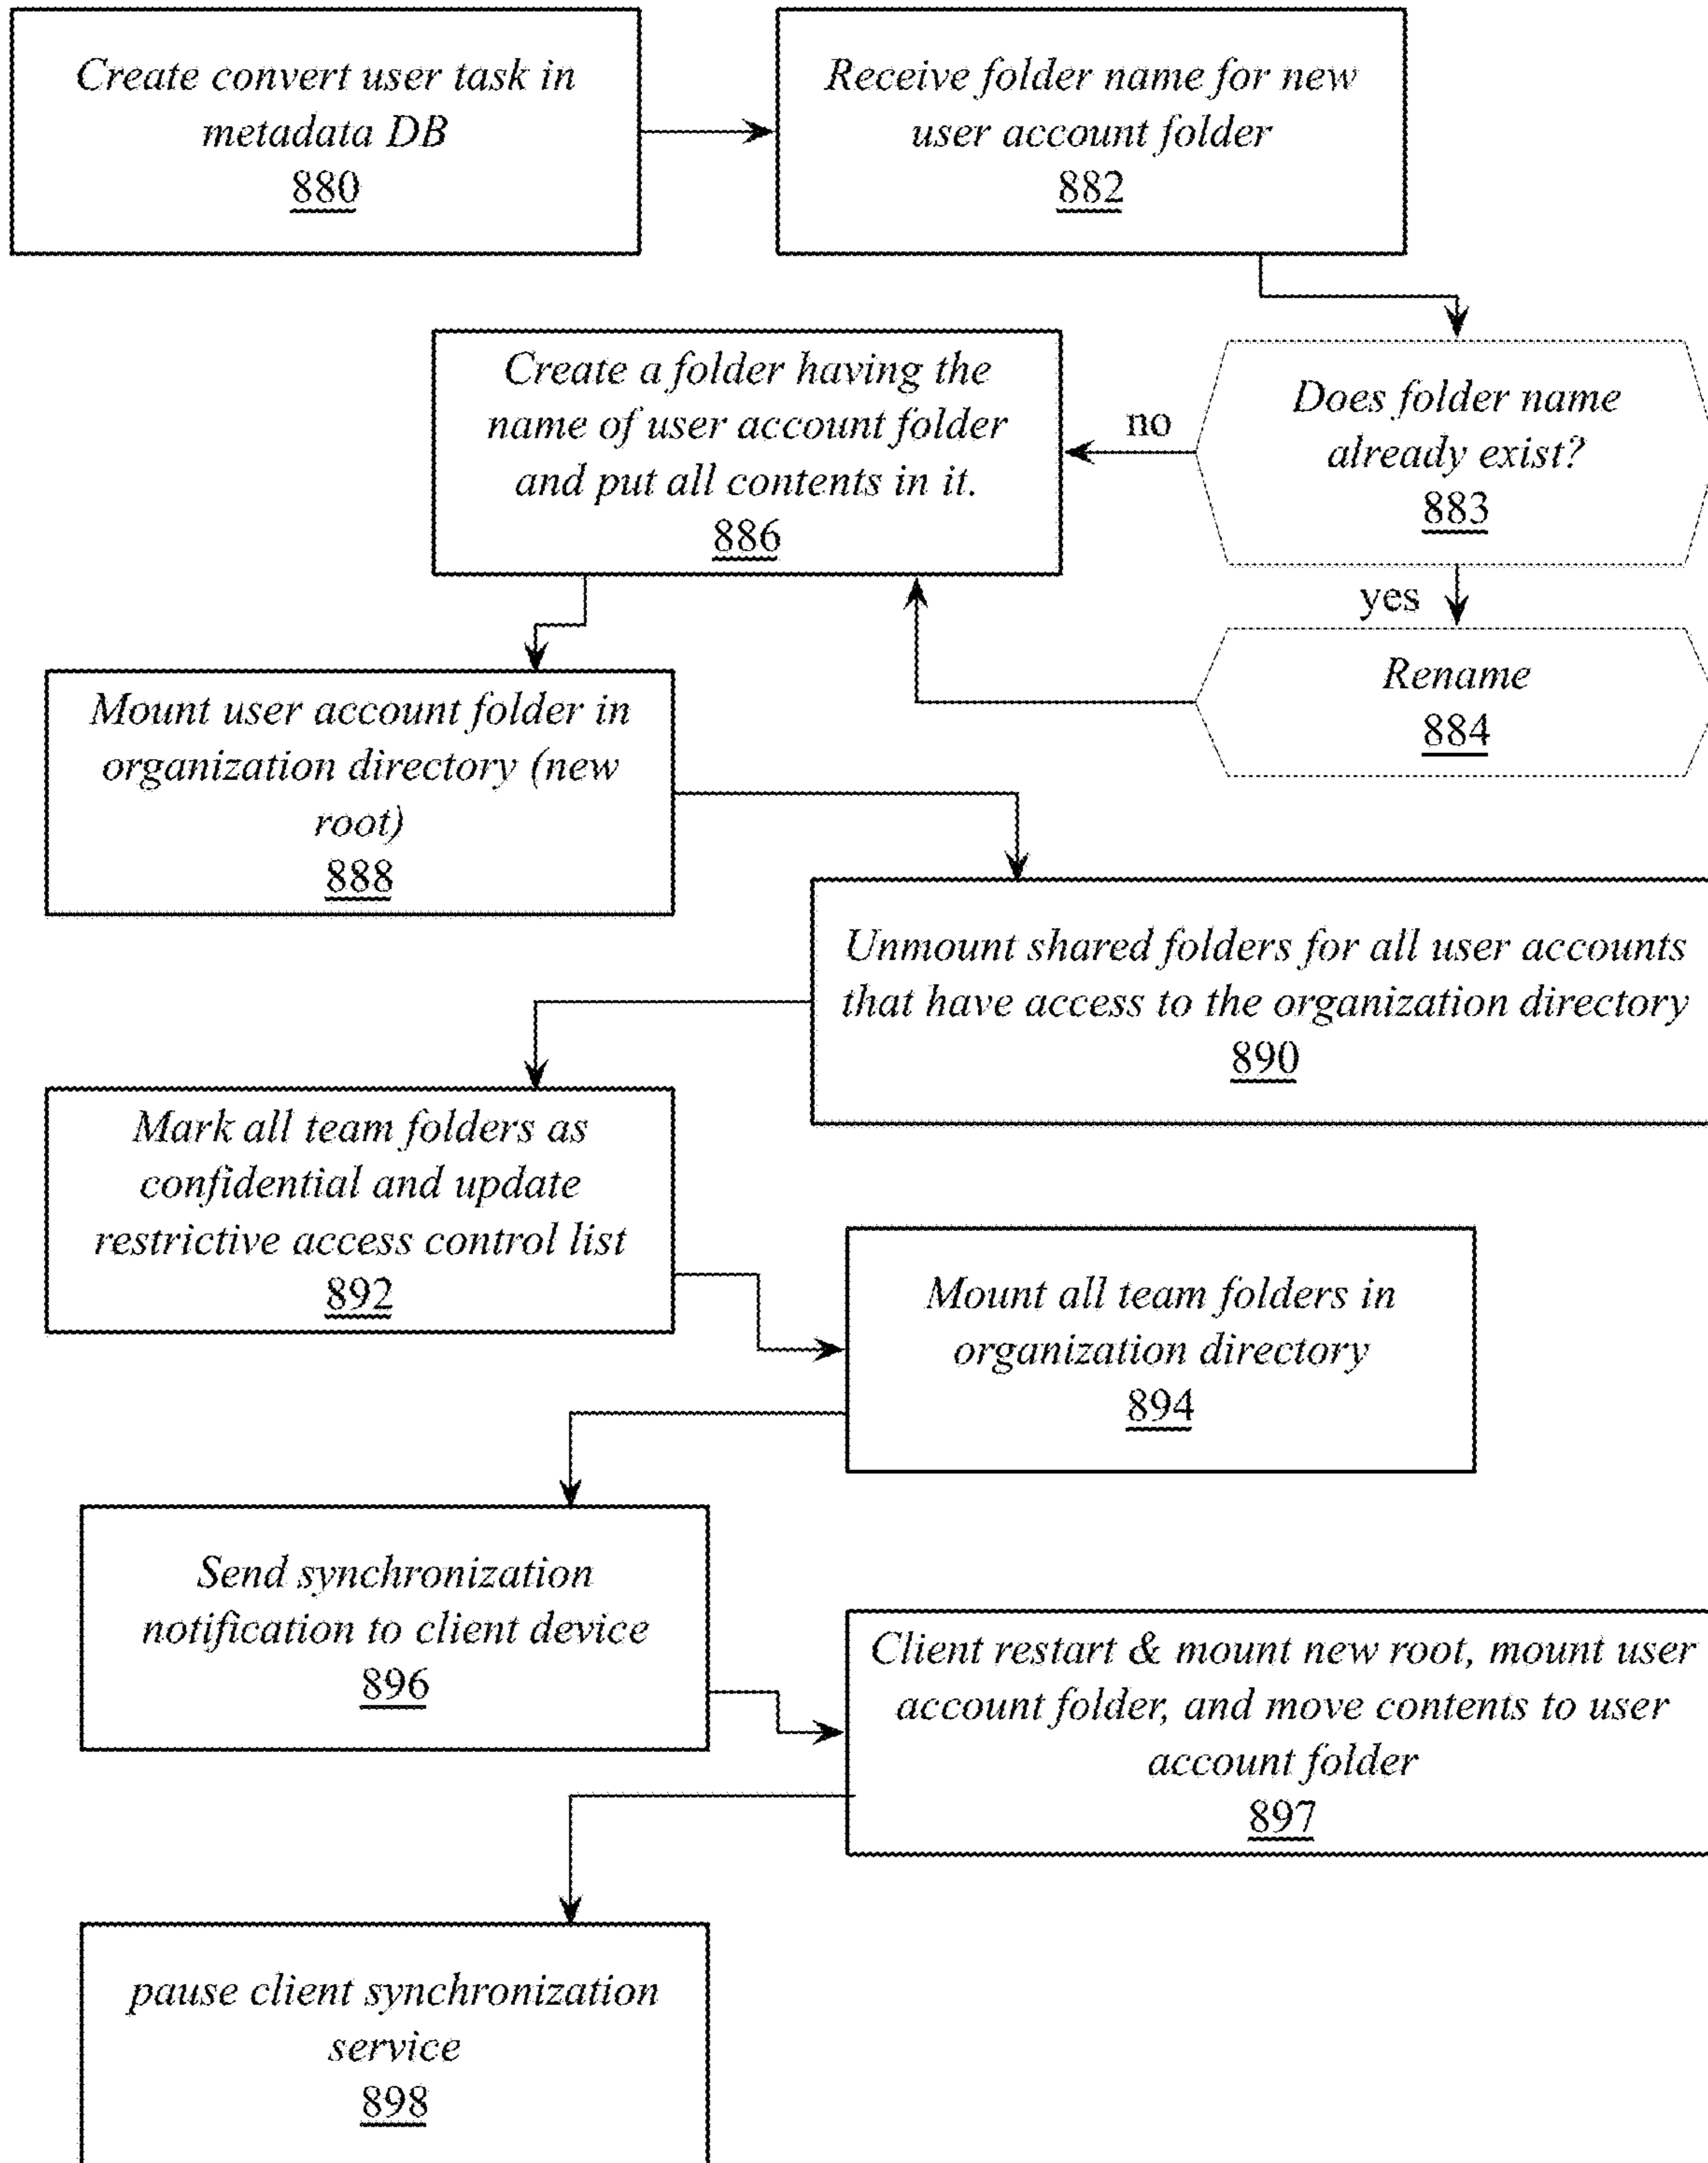 Create convert user task in
metadata DB
880
Receive folder name for new
user account folder
882
Does folder name
already exist?
883
no
yes
Rename
884
Create a folder having the
name of user account folder
and put all contents in it.
886
Mount user account folder in
organization directory (new
root)
888
Unmount shared folders for all user accounts
that have access to the organization directory
890
Mark all team folders as
confidential and update
restrictive access control list
892
Mount all team folders in
organization directory
894
Send synchronization
notification to client device
896
Client restart & mount new root, mount user
account folder, and move contents to user
account folder
897
pause client synchronization
service
898